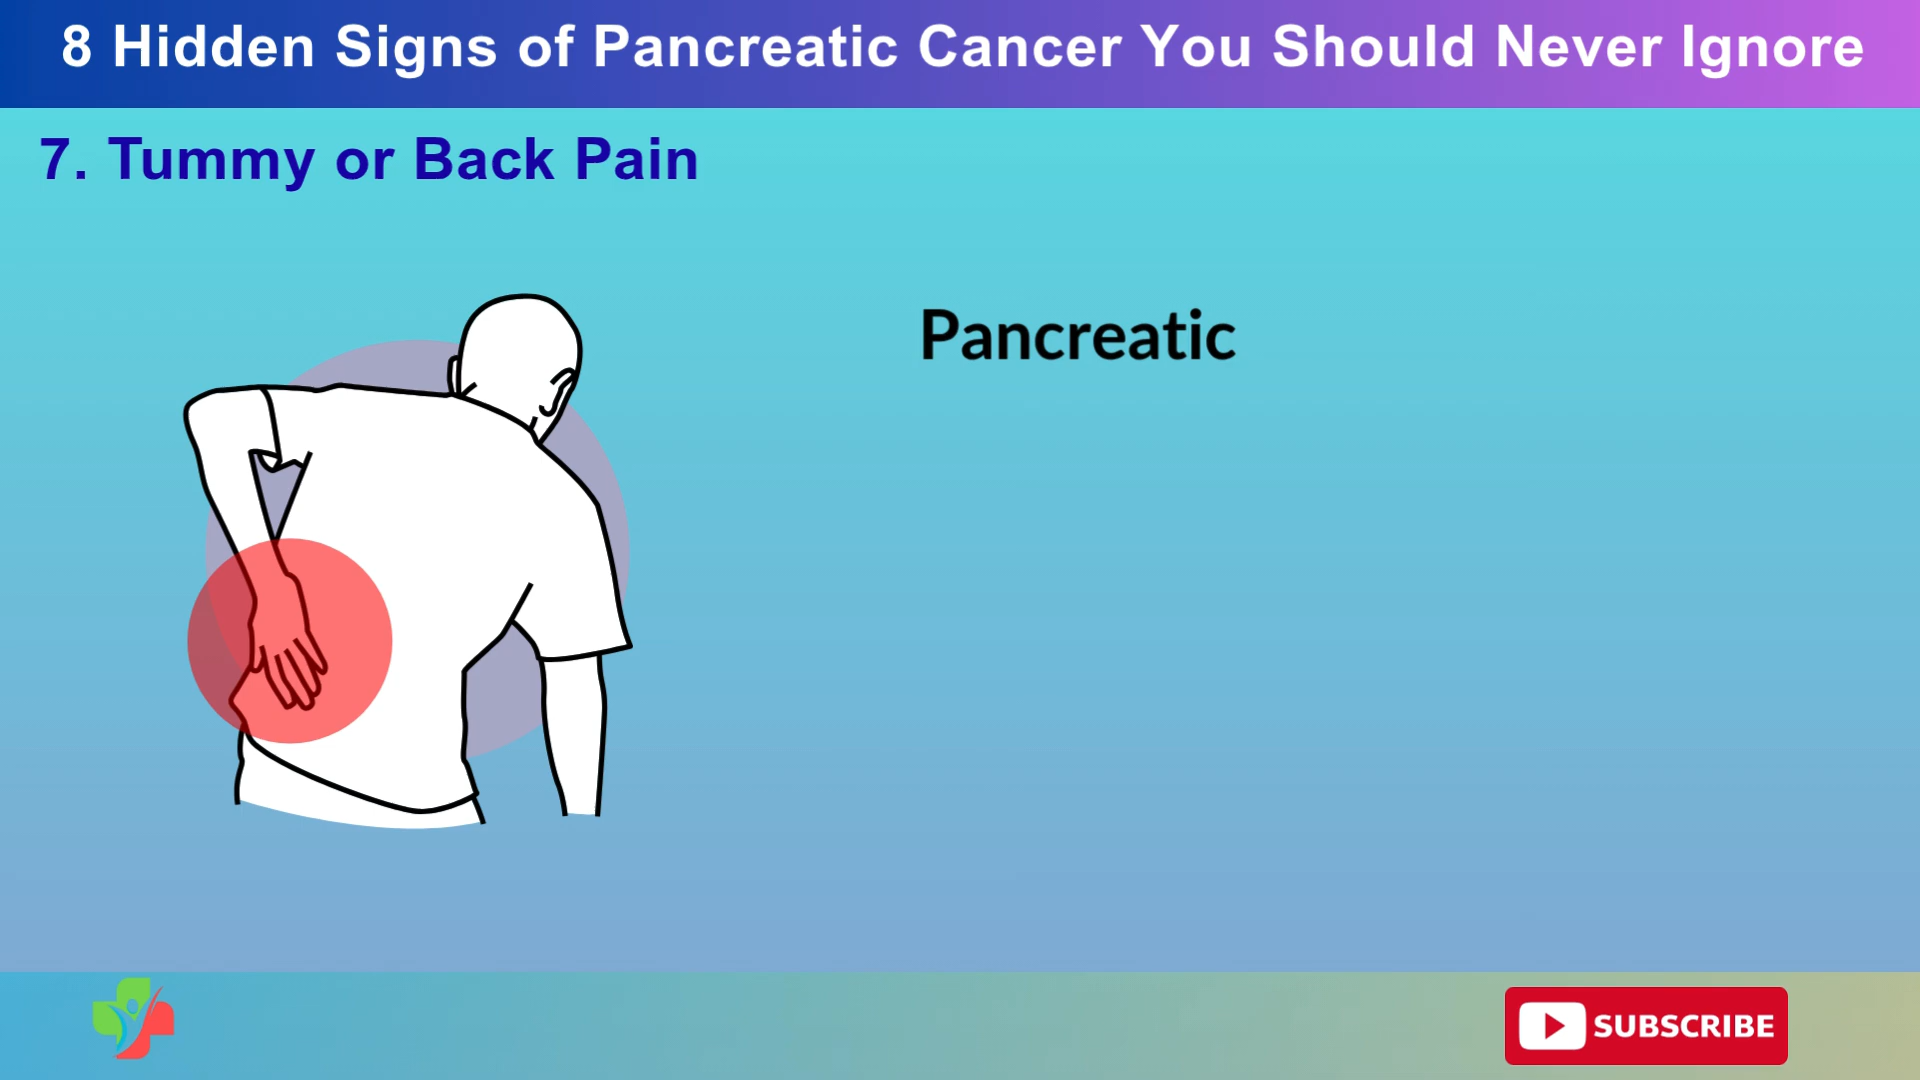 8 Hidden Signs of Pancreatic Cancer You Should Never Ignore
7. Tummy or Back Pain
Pancreatic
SUBSCRIBE